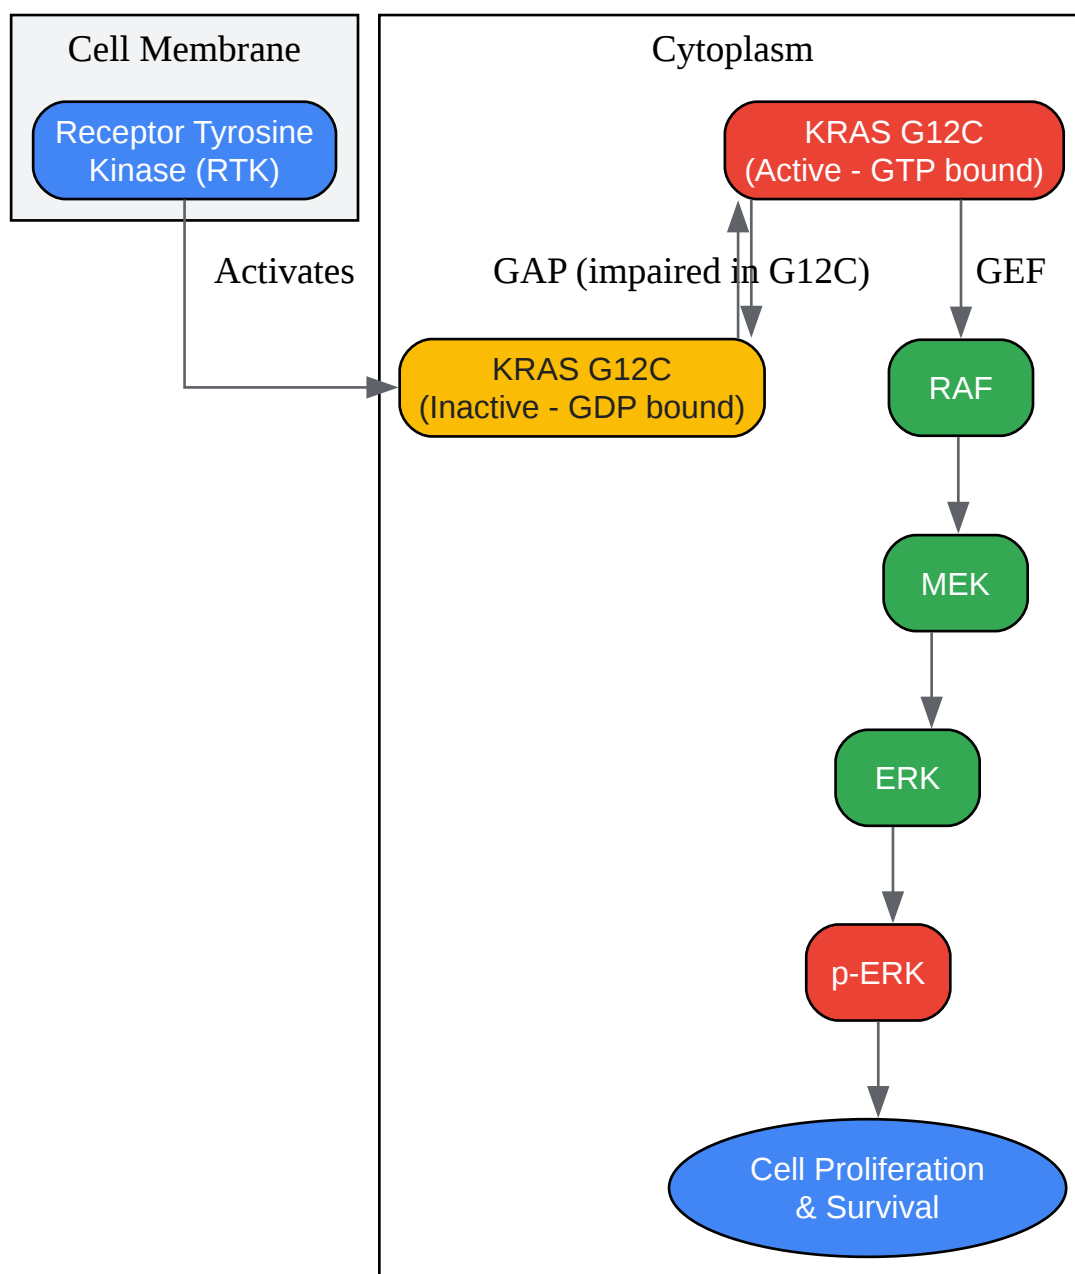 Cell Membrane
Receptor Tyrosine
Kinase (RTK)
Activates
Cytoplasm
KRAS G12C
(Active - GTP bound)
GAP (impaired in G12C)
GEF
KRAS G12C
(Inactive - GDP bound)
RAF
MEK
ERK
p-ERK
Cell Proliferation
& Survival